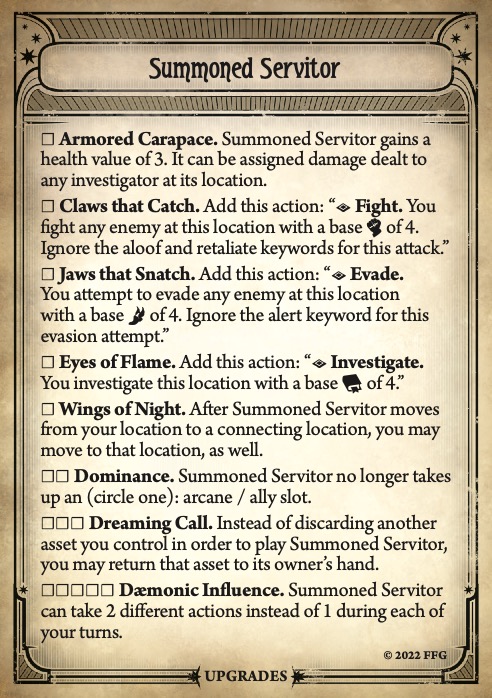 Summoned Servitor
☐ Armored Carapace. Summoned Servitor gains a
health value of 3. It can be assigned damage dealt to
any investigator at its location.
☐ Claws that Catch. Add this action: “ Fight. You
fight any enemy at this location with a base of 4.
Ignore the aloof and retaliate keywords for this attack.”
☐ Jaws that Snatch. Add this action: “ Evade.
You attempt to evade any enemy at this location
with a base of 4. Ignore the alert keyword for this
evasion attempt.”
☐ Eyes of Flame. Add this action: “ Investigate.
You investigate this location with a base of 4.”
☐ Wings of Night. After Summoned Servitor moves
from your location to a connecting location, you may
move to that location, as well.
☐☐ Dominance. Summoned Servitor no longer takes
up an (circle one): arcane / ally slot.
☐☐☐ Dreaming Call. Instead of discarding another
asset you control in order to play Summoned Servitor,
you may return that asset to its owner’s hand.
☐☐☐☐☐ Dæmonic Influence. Summoned Servitor
can take 2 different actions instead of 1 during each of
your turns.
© 2022 FFG
UPGRADES